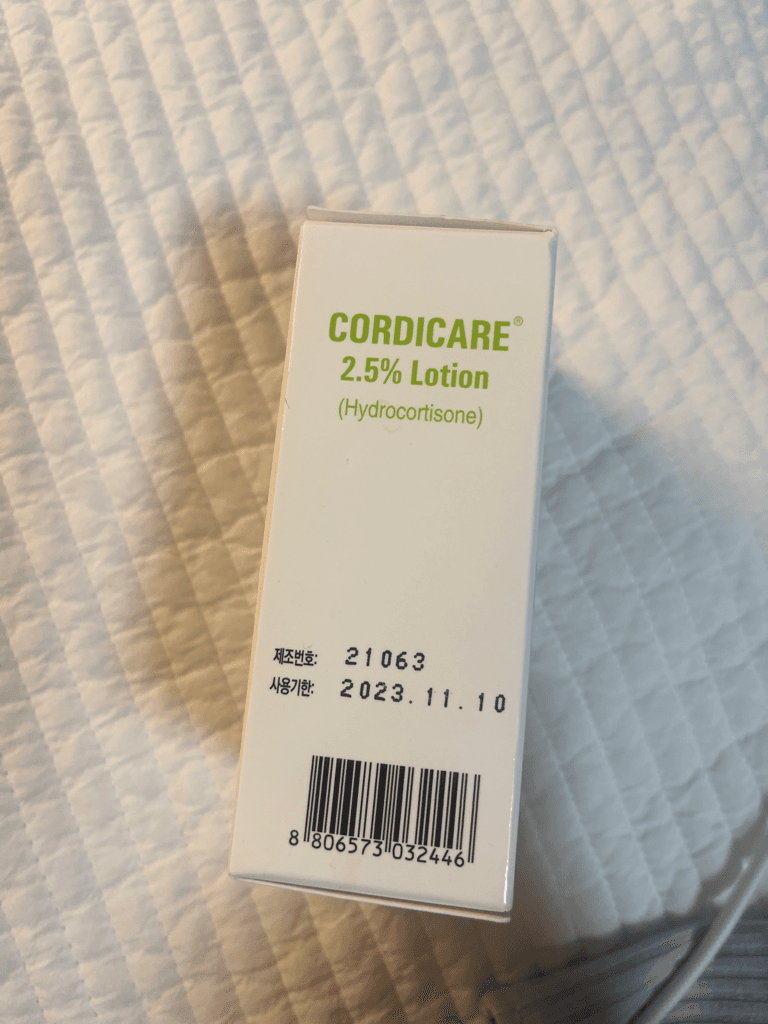 CORDICARE®
2.5% Lotion
(Hydrocortisone)
제조번호: 21063
사용기한: 2023.11.10
8 806573 032446